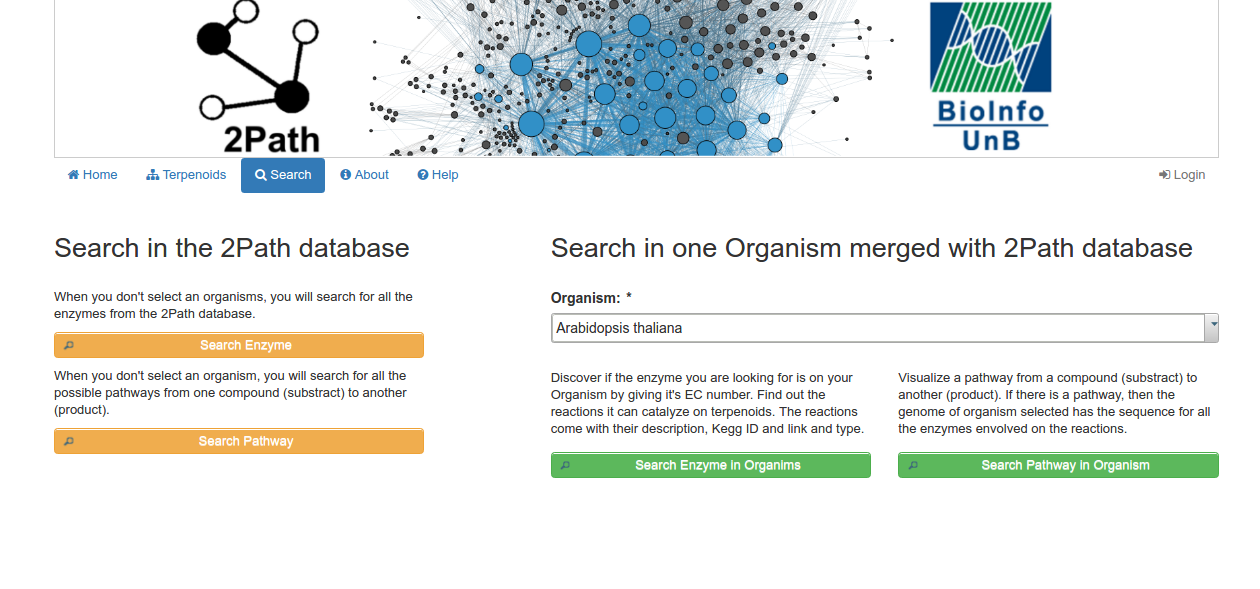 2Path
BioInfo
UnB
Home
Terpenoids
Search
About
Help
Login
Search in the 2Path database
When you don't select an organisms, you will search for all the
enzymes from the 2Path database.
Search Enzyme
When you don't select an organism, you will search for all the
possible pathways from one compound (substract) to another
(product).
Search Pathway
Search in one Organism merged with 2Path database
Organism: *
Arabidopsis thaliana
Discover if the enzyme you are looking for is on your
Organism by giving it's EC number. Find out the
reactions it can catalyze on terpenoids. The reactions
come with their description, Kegg ID and link and type.
Search Enzyme in Organims
Visualize a pathway from a compound (substract) to
another (product). If there is a pathway, then the
genome of organism selected has the sequence for all
the enzymes envolved on the reactions.
Search Pathway in Organism